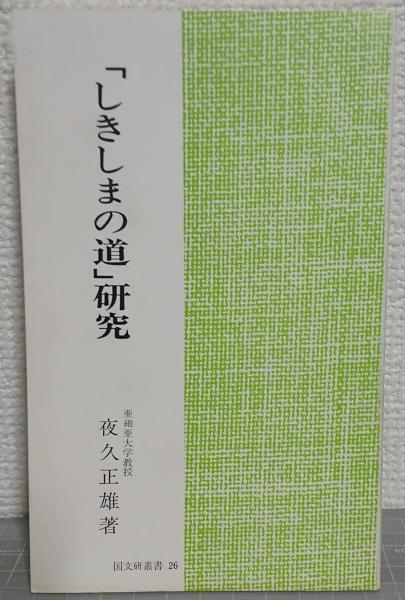 「しきしまの道」研究
亜細亜大学教授
夜久正雄著
国文研叢書 26